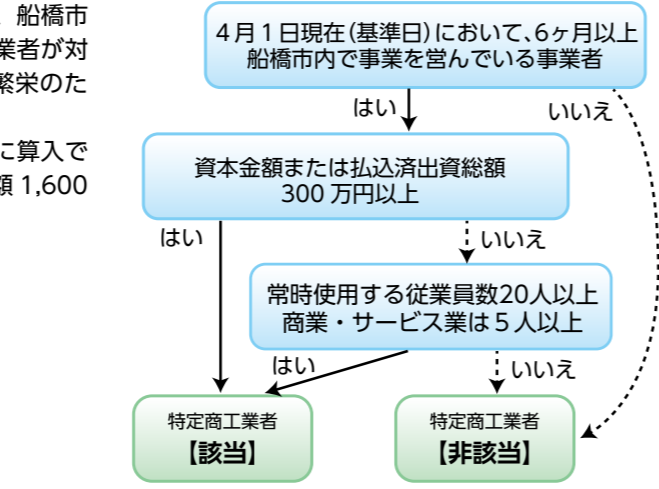 船橋市
業者が対
繁栄のた
に算入で
額 1,600
4月1日現在(基準日)において、6ヶ月以上
船橋市内で事業を営んでいる事業者
はい
いいえ
資本金額または払込済出資総額
300 万円以上
はい
いいえ
常時使用する従業員数20人以上
商業・サービス業は5人以上
はい
いいえ
特定商工業者
【該当】
特定商工業者
【非該当】